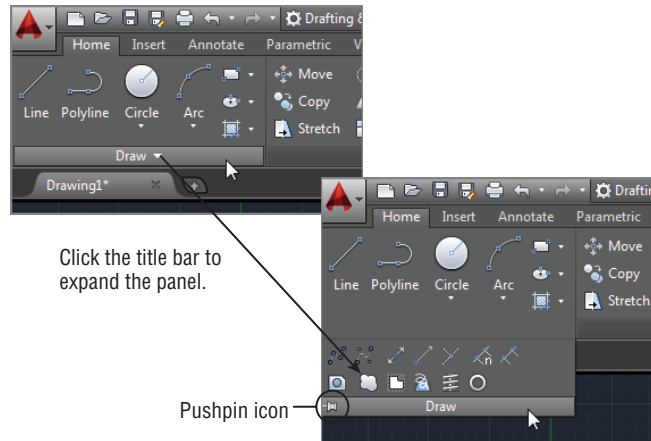 Drafting &
Home Insert Annotate Parametric V
Line Polyline Circle Arc
Move
Copy
Stretch
Draw
Drawing1*
Click the title bar to
expand the panel.
Drafti
Home Insert Annotate Parametric
Line Polyline Circle Arc
Move
Copy
Stretch
Pushpin icon
Draw